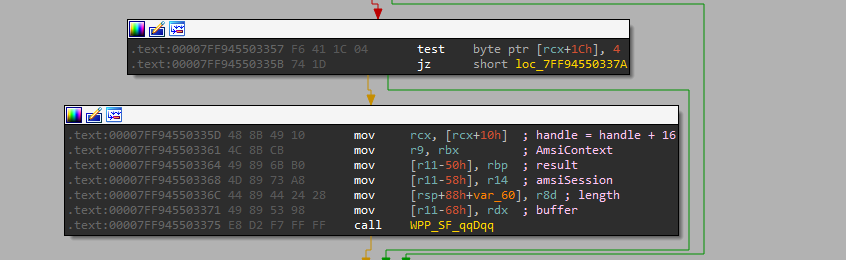 .text:00007FF945503357 F6 41 1C 04 test byte ptr [rcx+1Ch], 4
.text:00007FF94550335B 74 1D jz short loc_7FF94550337A
.text:00007FF94550335D 48 8B 49 10 mov rcx, [rcx+10h] ; handle = handle + 16
.text:00007FF945503361 4C 8B CB mov r9, rbx ; AmsiContext
.text:00007FF945503364 49 89 6B B0 mov [r11-50h], rbp ; result
.text:00007FF945503368 4D 89 73 A8 mov [r11-58h], r14 ; amsiSession
.text:00007FF94550336C 44 89 44 24 28 mov [rsp+88h+var_60], r8d ; length
.text:00007FF945503371 49 89 53 98 mov [r11-68h], rdx ; buffer
.text:00007FF945503375 E8 D2 F7 FF FF call WPP_SF_qqDqq